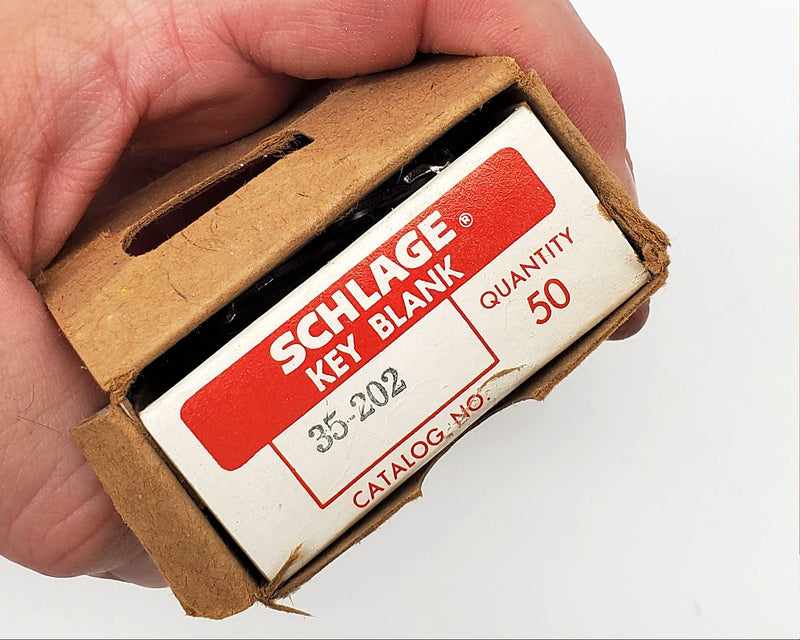 SCHLAGE®
KEY BLANK
35-202
CATALOG NO.
QUANTITY
50